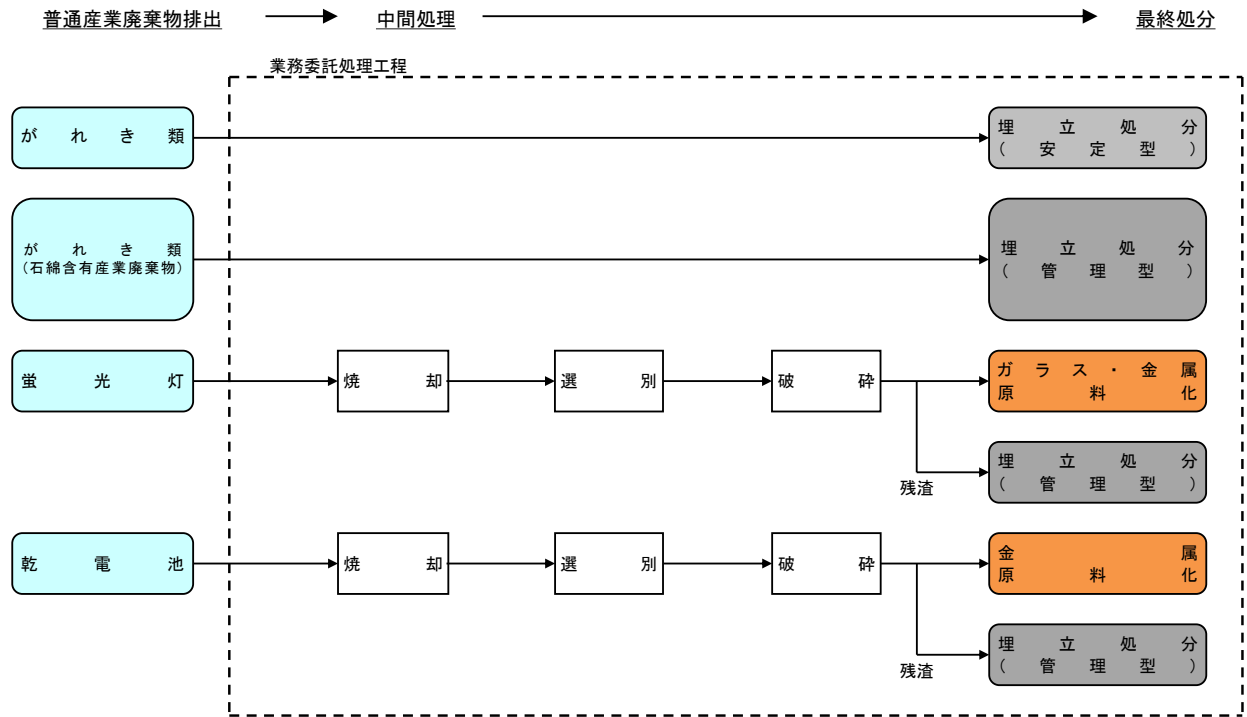 普通産業廃棄物排出
中間処理
最終処分
業務委託処理工程
がれき類
埋立処分
(安定型)
がれき類
(石綿含有産業廃棄物)
埋立処分
(管理型)
蛍光灯
焼却
選別
破砕
ガラス・金属
原料化
埋立処分
(管理型)
残渣
乾電池
焼却
選別
破砕
金属
原料化
埋立処分
(管理型)
残渣